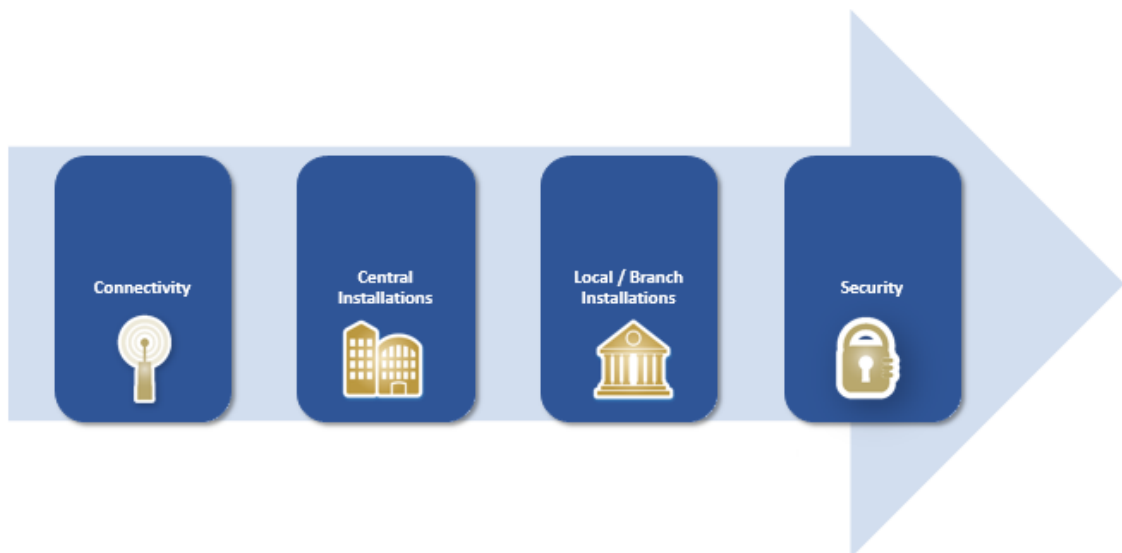 Connectivity
Central
Installations
Local / Branch
Installations
Security